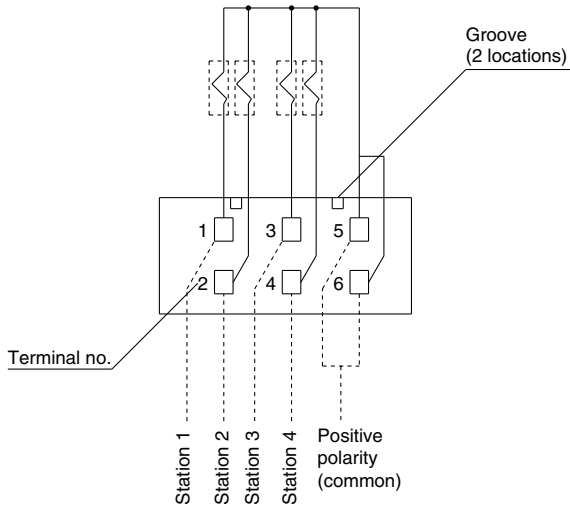 Groove
(2 locations)
1
3
5
2
4
6
Terminal no.
Station 1
Station 2
Station 3
Station 4
Positive
polarity
(common)